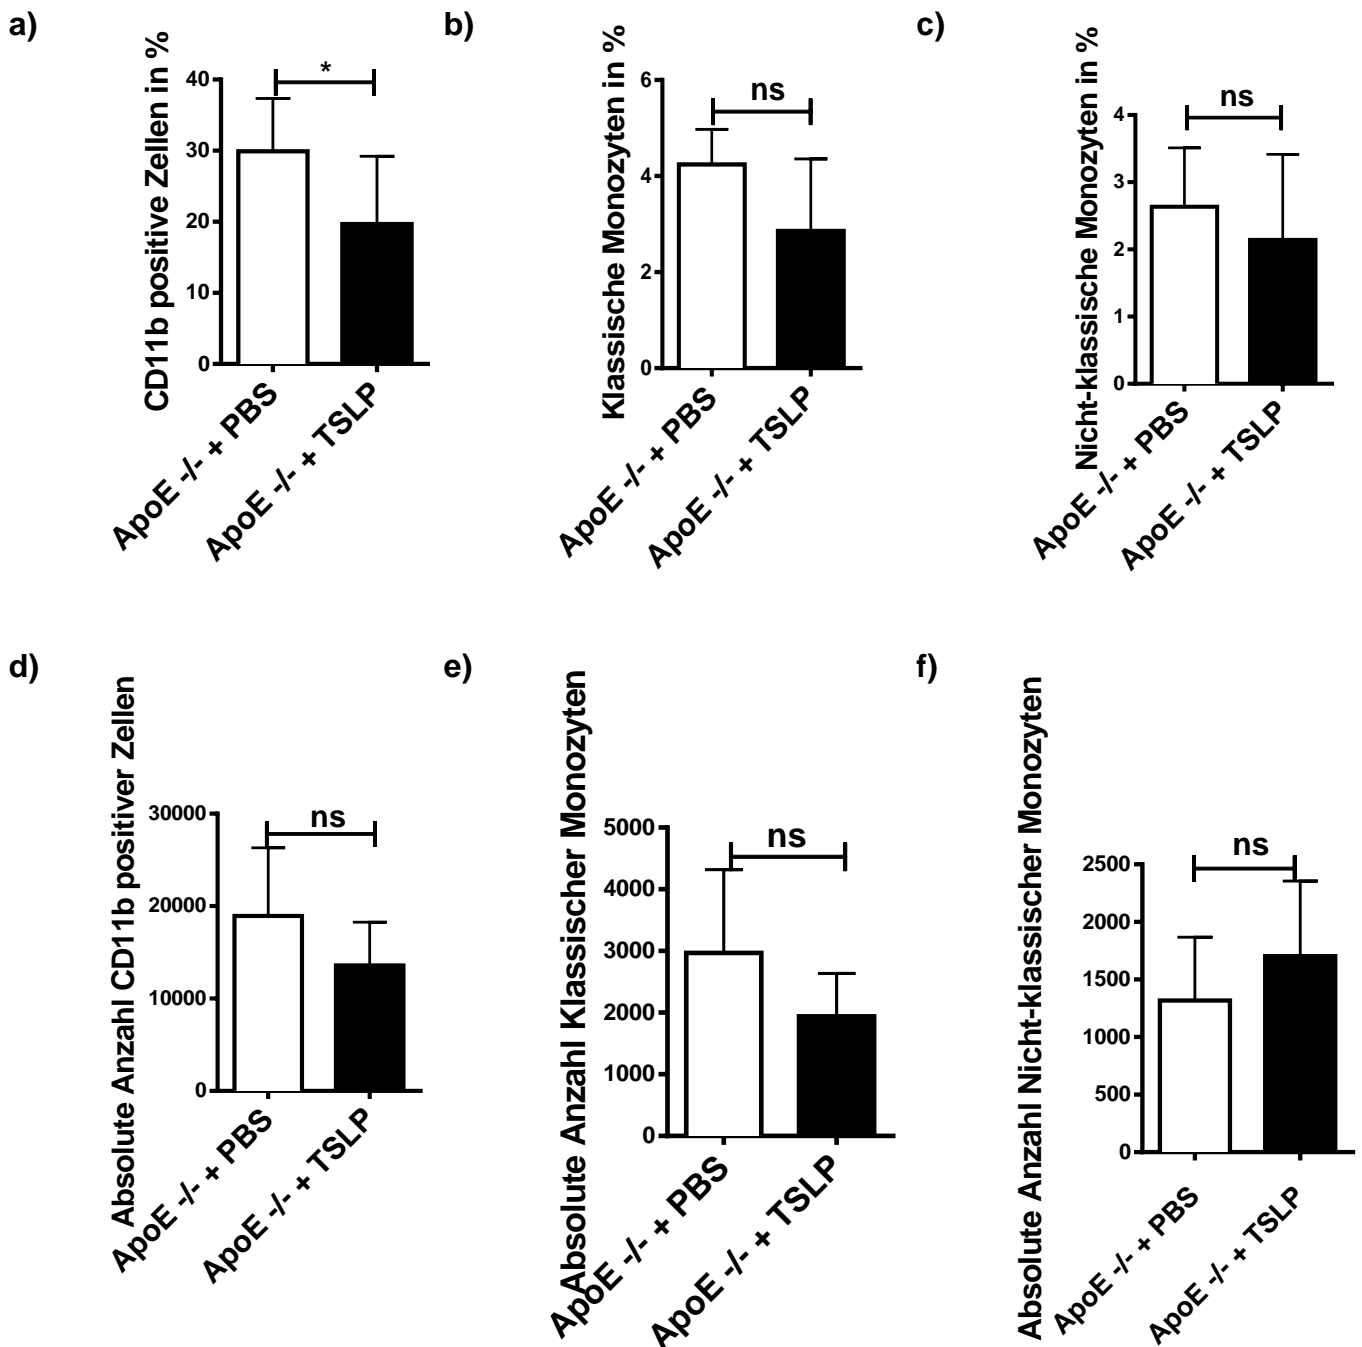 a)
CD11b positive Zellen in %
40
30
20
10
0
*
ApoE -/- + PBS
ApoE -/- + TSLP
b)
Klassische Monozyten in %
6
4
2
0
ns
ApoE -/- + PBS
ApoE -/- + TSLP
c)
Nicht-klassische Monozyten in %
4
3
2
1
0
ns
ApoE -/- + PBS
ApoE -/- + TSLP
d)
Absolute Anzahl CD11b positiver Zellen
30000
20000
10000
0
ns
ApoE -/- + PBS
ApoE -/- + TSLP
e)
Absolute Anzahl Klassischer Monozyten
5000
4000
3000
2000
1000
0
ns
ApoE -/- + PBS
ApoE -/- + TSLP
f)
Absolute Anzahl Nicht-klassischer Monozyten
2500
2000
1500
1000
500
0
ns
ApoE -/- + PBS
ApoE -/- + TSLP